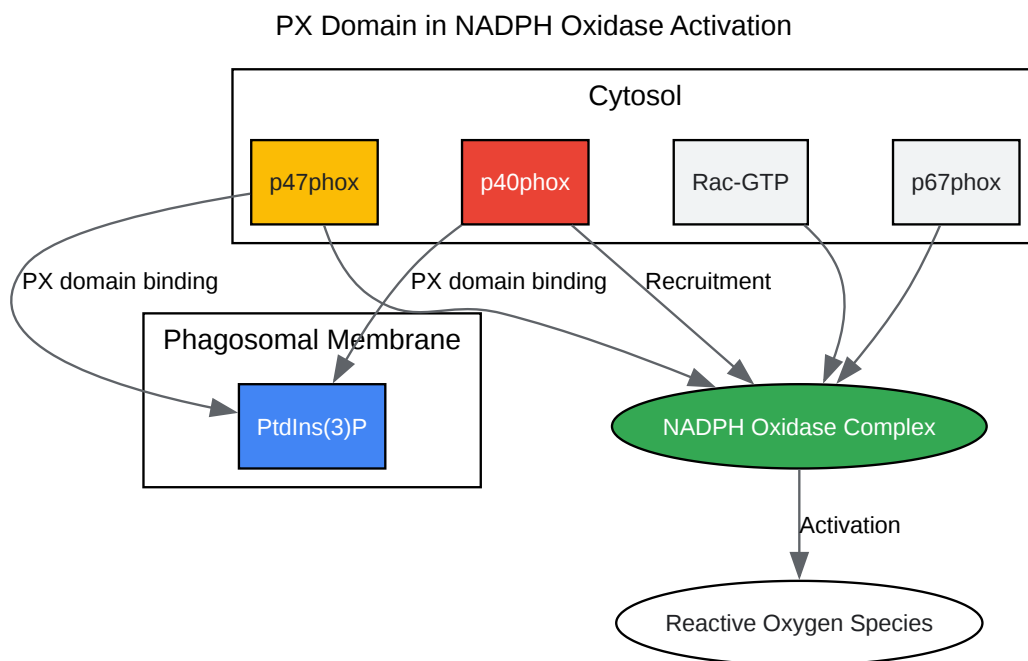 PX Domain in NADPH Oxidase Activation
Cytosol
p47phox
p40phox
Rac-GTP
p67phox
PX domain binding
PX domain binding
Recruitment
Phagosomal Membrane
PtdIns(3)P
NADPH Oxidase Complex
Activation
Reactive Oxygen Species